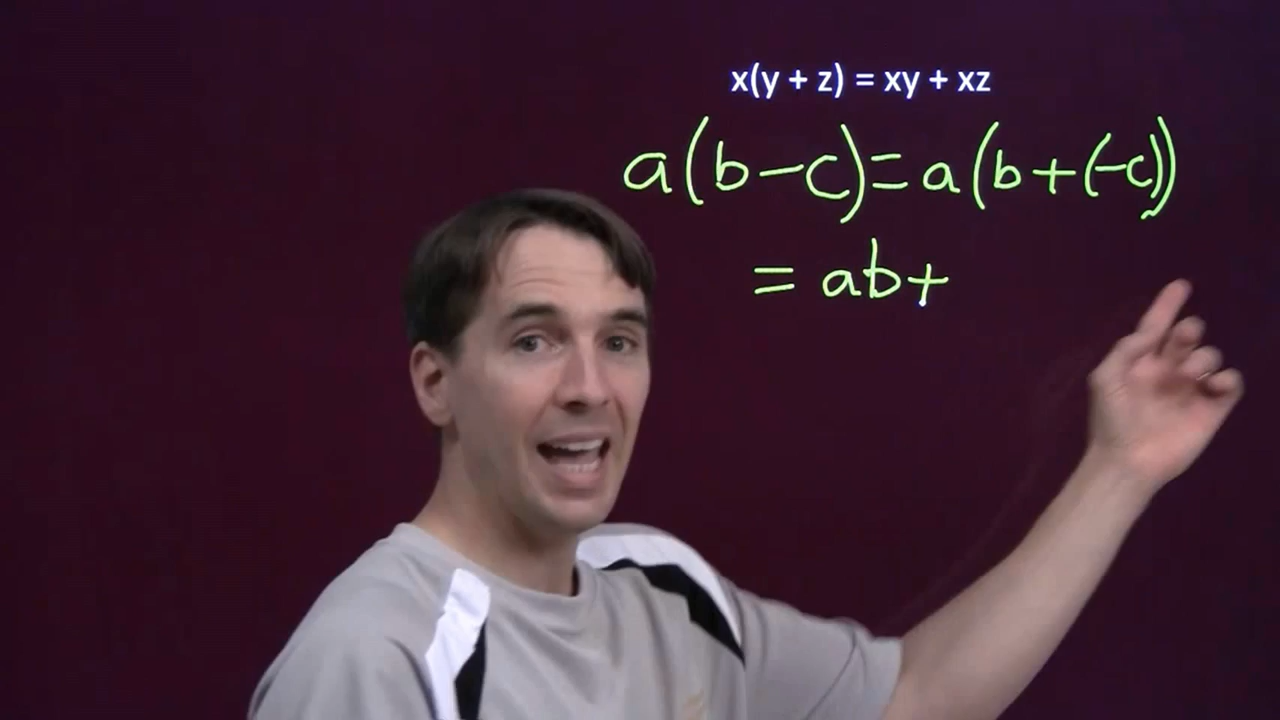 x(y + z) = xy + xz
a(b-c)=a(b+(-c))
= ab+